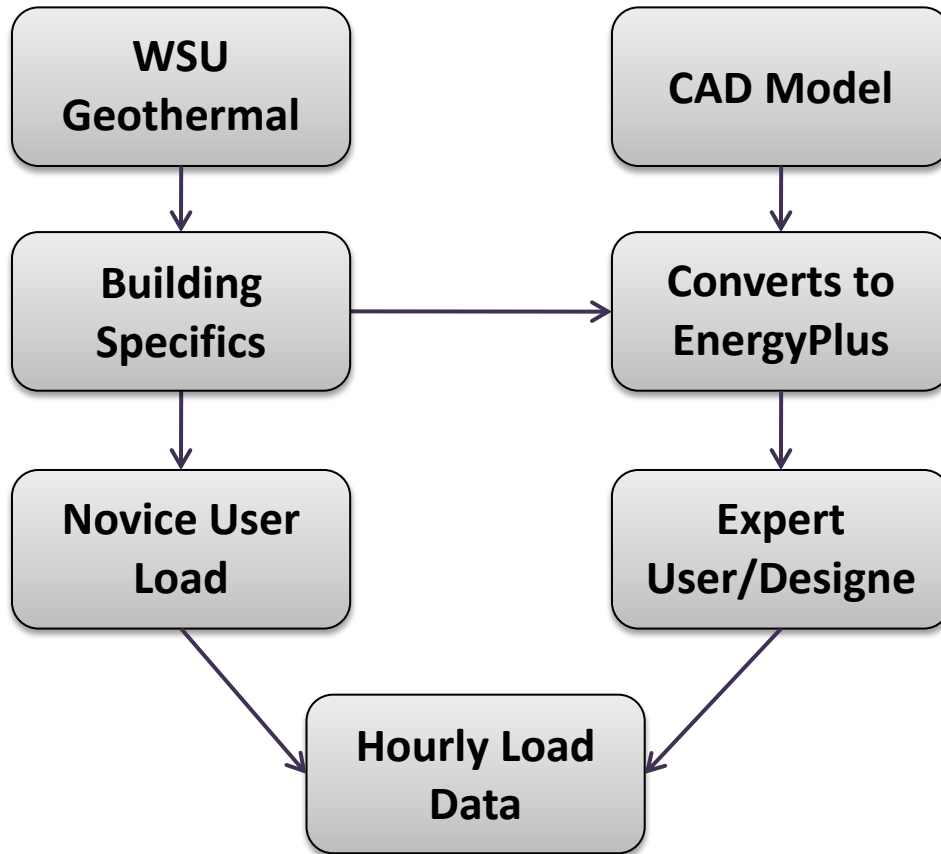 WSU
Geothermal
CAD Model
Building
Specifics
Converts to
EnergyPlus
Novice User
Load
Expert
User/Designe
Hourly Load
Data